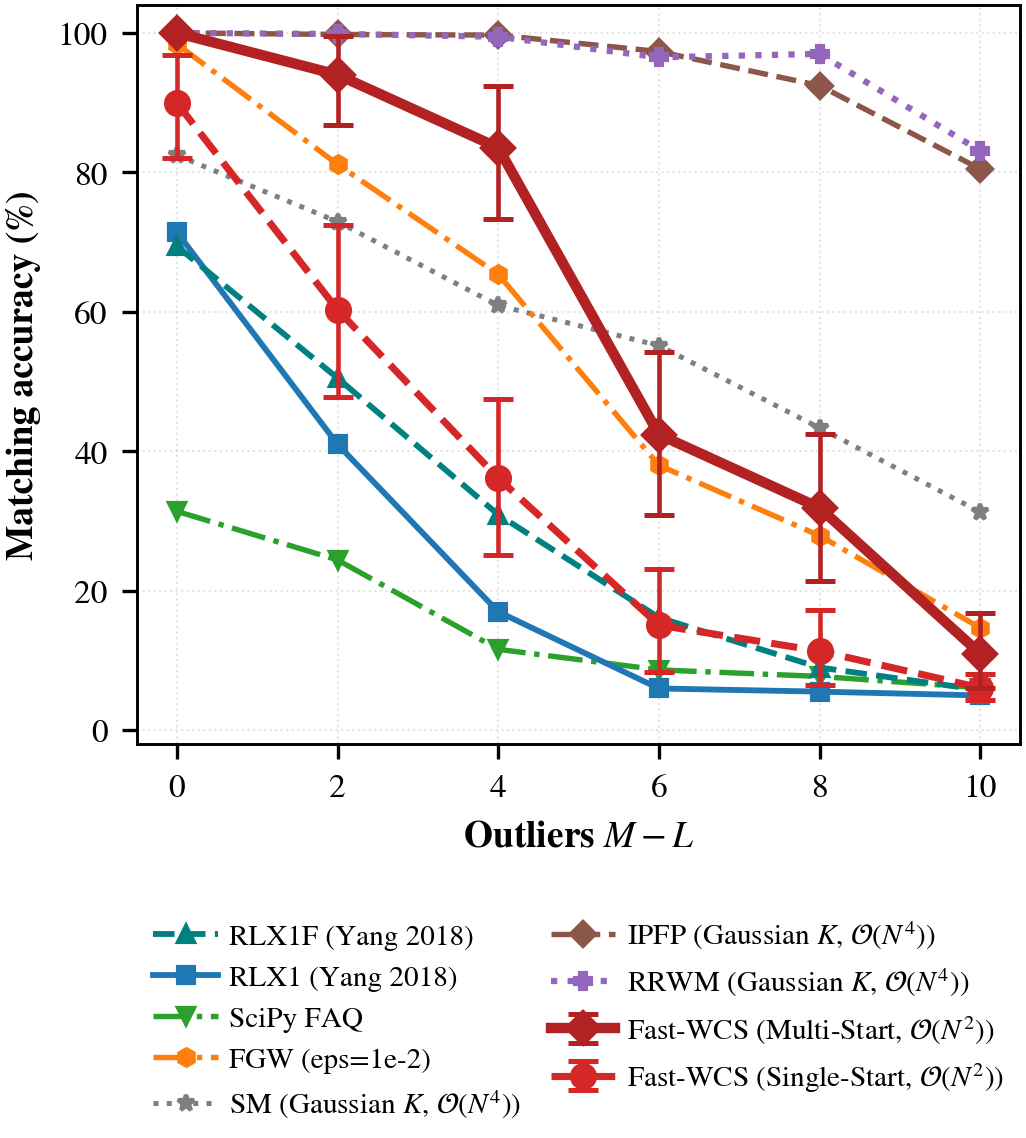 100
80
60
40
20
0
Matching accuracy (%)
0 2 4 6 8 10
Outliers M − L
RLX1F (Yang 2018)
RLX1 (Yang 2018)
SciPy FAQ
FGW (eps=1e-2)
SM (Gaussian K, 𝒪(N⁴))
IPFP (Gaussian K, 𝒪(N⁴))
RRWM (Gaussian K, 𝒪(N⁴))
Fast-WCS (Multi-Start, 𝒪(N²))
Fast-WCS (Single-Start, 𝒪(N²))